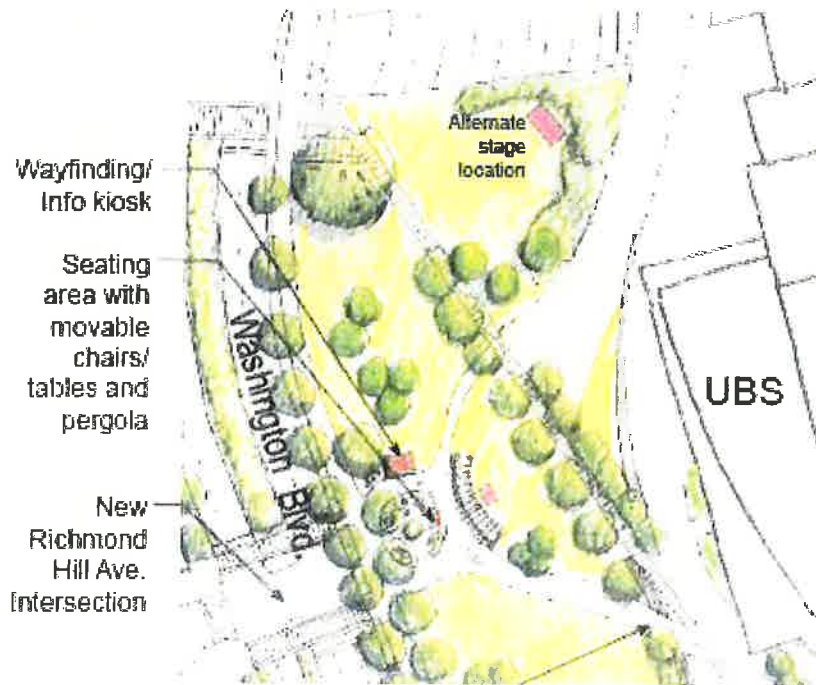 Alternate
stage
location
Wayfinding/
Info kiosk
Seating
area with
movable
chairs/
tables and
pergola
Washington Blvd.
UBS
New
Richmond
Hill Ave.
Intersection